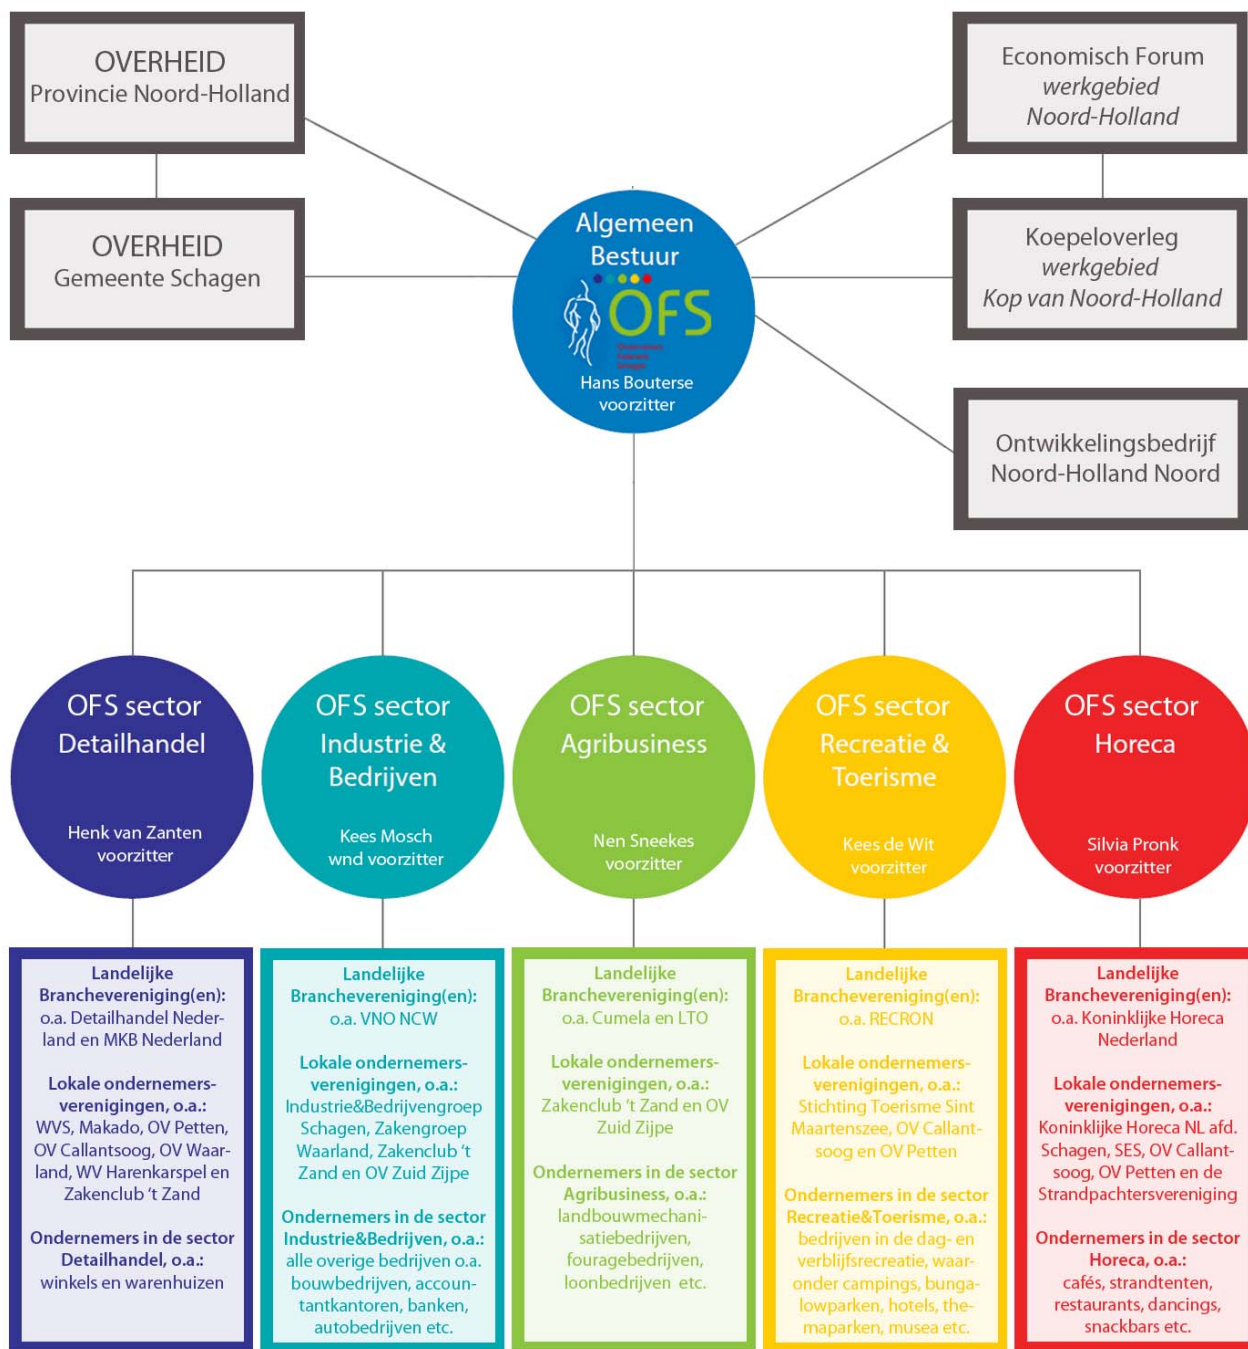 OVERHEID
Provincie Noord-Holland
OVERHEID
Gemeente Schagen
Economisch Forum
werkgebied
Noord-Holland
Koepeloverleg
werkgebied
Kop van Noord-Holland
Ontwikkelingsbedrijf
Noord-Holland Noord
Algemeen
Bestuur
ÖFS
Hans Bouterse
voorzitter
OFS sector
Detailhandel
Henk van Zanten
voorzitter
OFS sector
Industrie &
Bedrijven
Kees Mosch
wnd voorzitter
OFS sector
Agribusiness
Nen Sneekes
voorzitter
OFS sector
Recreatie &
Toerisme
Kees de Wit
voorzitter
OFS sector
Horeca
Silvia Pronk
voorzitter
Landelijke
Branchevereniging(en):
o.a. Detailhandel Neder-
land en MKB Nederland
Lokale ondernemers-
verenigingen, o.a.:
WVS, Makado, OV Petten,
OV Callantsoog, OV Waar-
land, WV Harenkarspel en
Zakenclub ‘t Zand
Ondernemers in de sector
Detailhandel, o.a.:
winkels en warenhuizen
Landelijke
Branchevereniging(en):
o.a. VNO NCW
Lokale ondernemers-
verenigingen, o.a.:
Industrie&Bedrijvengroep
Schagen, Zakengroep
Waarland, Zakenclub ‘t
Zand en OV Zuid Zijpe
Ondernemers in de sector
Industrie&Bedrijven, o.a.:
alle overige bedrijven o.a.
bouwbedrijven, accoun-
tantkantoren, banken,
autobedrijven etc.
Landelijke
Branchevereniging(en):
o.a. Cumela en LTO
Lokale ondernemers-
verenigingen, o.a.:
Zakenclub ‘t Zand en OV
Zuid Zijpe
Ondernemers in de sector
Agribusiness, o.a.:
landbouwmechani-
satiebedrijven,
fouragebedrijven,
loonbedrijven etc.
Landelijke
Branchevereniging(en):
o.a. RECRON
Lokale ondernemers-
verenigingen, o.a.:
Stichting Toerisme Sint
Maartenszee, OV Callant-
soog en OV Petten
Ondernemers in de sector
Recreatie&Toerisme, o.a.:
bedrijven in de dag- en
verblijfsrecreatie, waar-
onder campings, bunga-
lowparken, hotels, the-
maparken, musea etc.
Landelijke
Branchevereniging(en):
o.a. Koninklijke Horeca
Nederland
Lokale ondernemers-
verenigingen, o.a.:
Koninklijke Horeca NL afd.
Schagen, SES, OV Callant-
soog, OV Petten en de
Strandpachtersvereniging
Ondernemers in de sector
Horeca, o.a.:
cafés, strandtenten,
restaurants, dancings,
snackbars etc.